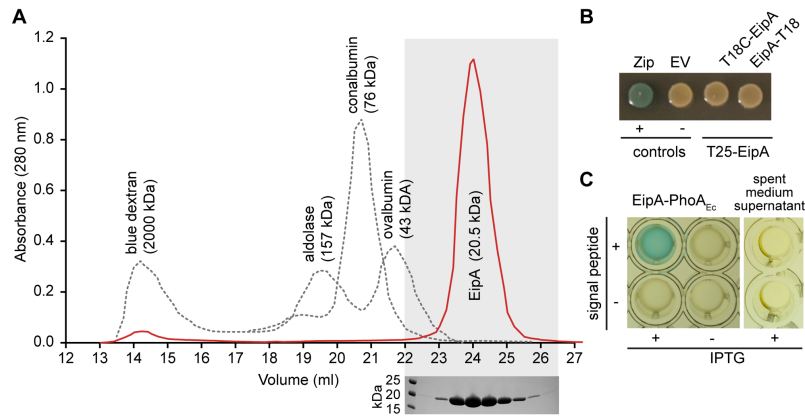 A
Absorbance (280 nm)
1.2
1.0
0.8
0.6
0.4
0.2
0.0
blue dextran
(2000 kDa)
aldolase
(157 kDa)
conalbumin
(76 kDa)
ovalbumin
(43 kDA)
EipA (20.5 kDa)
12 13 14 15 16 17 18 19 20 21 22 23 24 25 26 27
Volume (ml)
kDa
25
20
15
B
Zip EV T18C-EipA EipA-T18
+ -
controls T25-EipA
C
EipA-PhoAEc
spent
medium
supernatant
signal peptide
+
-
+ - +
IPTG